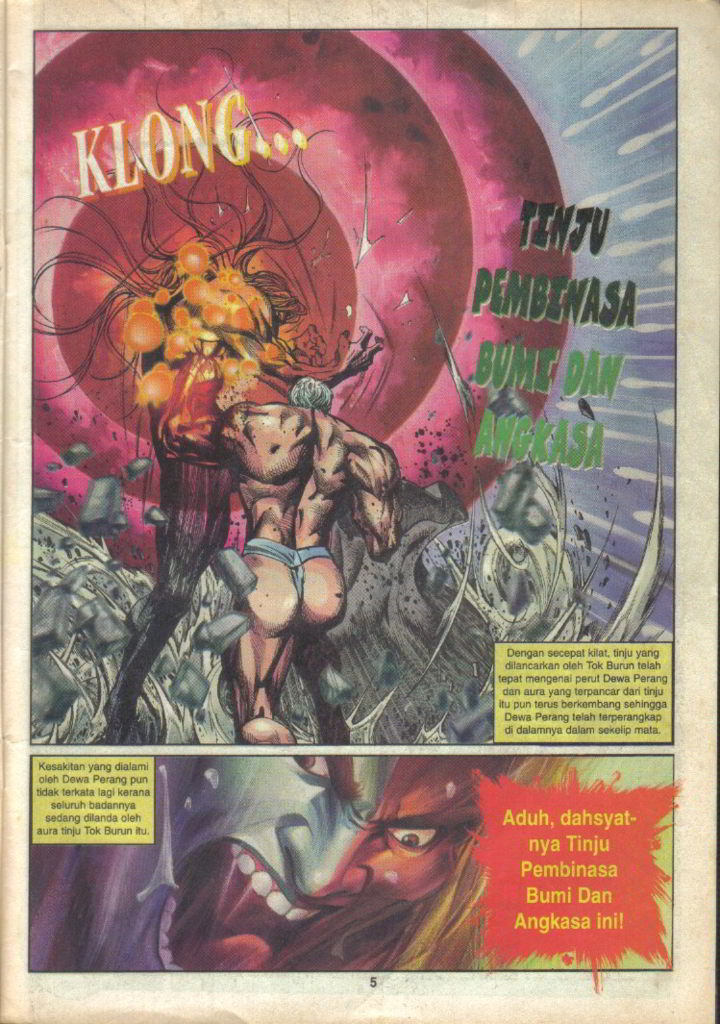 KLONG...
TINJU
PEMBINASA
BUMI DAN
ANGKASA
Dengan secepat kilat, tinju yang
dilancarkan oleh Tok Burun telah
tepat mengenai perut Dewa Perang
dan aura yang terpancar dari tinju
itu pun terus berkembang sehingga
Dewa Perang telah terperangkap
di dalamnya dalam sekelip mata.
Kesakitan yang dialami
oleh Dewa Perang pun
tidak terkata lagi kerana
seluruh badannya
sedang dilanda oleh
aura tinju Tok Burun itu.
Aduh, dahsyat-
nya Tinju
Pembinasa
Bumi Dan
Angkasa ini!
5